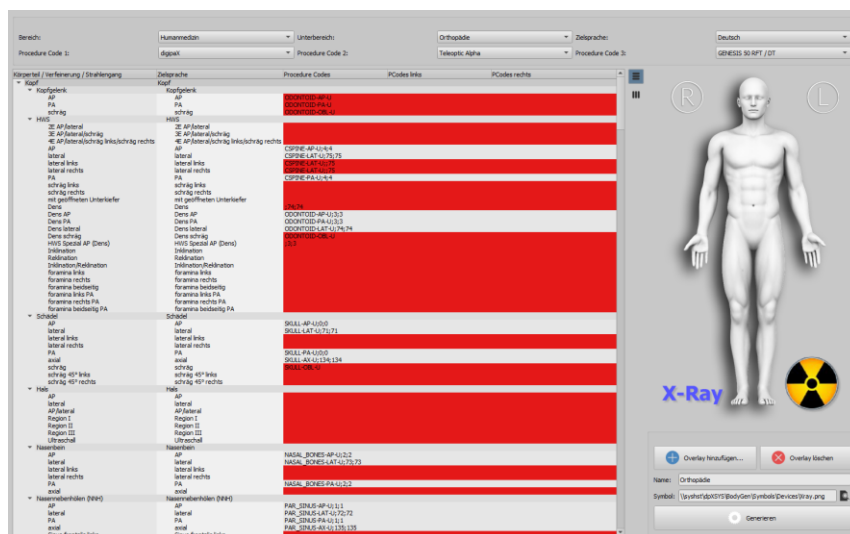 Bereich: Humanmedizin Unterbereich: Orthopädie Zielsprache: Deutsch
Procedure Code 1: digipaX Procedure Code 2: Teleoptic Alpha Procedure Code 3: GENESIS 50 RFT / DT
Körperteil / Verfeinerung / Strahlengang Zielsprache Procedure Codes PCodes links PCodes rechts
Kopf Kopf
Kopfgelenk Kopfgelenk
AP AP ODONTOID-AP-U
PA PA ODONTOID-PA-U
schräg schräg ODONTOID-OBL-U
HWS HWS
2E AP/lateral 2E AP/lateral
3E AP/lateral/schräg 3E AP/lateral/schräg
4E AP/lateral/schräg links/schräg rechts 4E AP/lateral/schräg links/schräg rechts
AP AP CSPINE-AP-U;4;4
lateral lateral CSPINE-LAT-U;75;75
lateral links lateral links CSPINE-LAT-U;75
lateral rechts lateral rechts CSPINE-LAT-U;75
PA PA CSPINE-PA-U;4;4
schräg links schräg links
schräg rechts schräg rechts
mit geöffneten Unterkiefer mit geöffneten Unterkiefer
Dens Dens ;74;74
Dens AP Dens AP ODONTOID-AP-U;3;3
Dens PA Dens PA ODONTOID-PA-U;3;3
Dens lateral Dens lateral ODONTOID-LAT-U;74;74
Dens schräg Dens schräg ODONTOID-OBL-U
HWS Spezial AP (Dens) HWS Spezial AP (Dens) ;3;3
Inklination Inklination
Reklination Reklination
Inklination/Reklination Inklination/Reklination
foramina links foramina links
foramina rechts foramina rechts
foramina beidseitig foramina beidseitig
foramina links PA foramina links PA
foramina rechts PA foramina rechts PA
foramina beidseitig PA foramina beidseitig PA
Schädel Schädel
AP AP SKULL-AP-U;0;0
lateral lateral SKULL-LAT-U;71;71
lateral links lateral links
lateral rechts lateral rechts
PA PA SKULL-PA-U;0;0
axial axial SKULL-AX-U;134;134
schräg schräg SKULL-OBL-U
schräg 45° links schräg 45° links
schräg 45° rechts schräg 45° rechts
Hals Hals
AP AP
lateral lateral
AP/lateral AP/lateral
Region I Region I
Region II Region II
Region III Region III
Ultraschall Ultraschall
Nasenbein Nasenbein
AP AP NASAL_BONES-AP-U;2;2
lateral lateral NASAL_BONES-LAT-U;73;73
lateral links lateral links
lateral rechts lateral rechts
PA PA NASAL_BONES-PA-U;2;2
axial axial
Nasennebenhölen (NNH) Nasennebenhölen (NNH)
AP AP PAR_SINUS-AP-U;1;1
lateral lateral PAR_SINUS-LAT-U;72;72
PA PA PAR_SINUS-PA-U;1;1
axial axial PAR_SINUS-AX-U;135;135
R L
X-Ray
Overlay hinzufügen... Overlay löschen
Name: Orthopädie
Symbol: \\syshot\dpXSYS\BodyGen\Symbols\Devices\Xray.png
Generieren